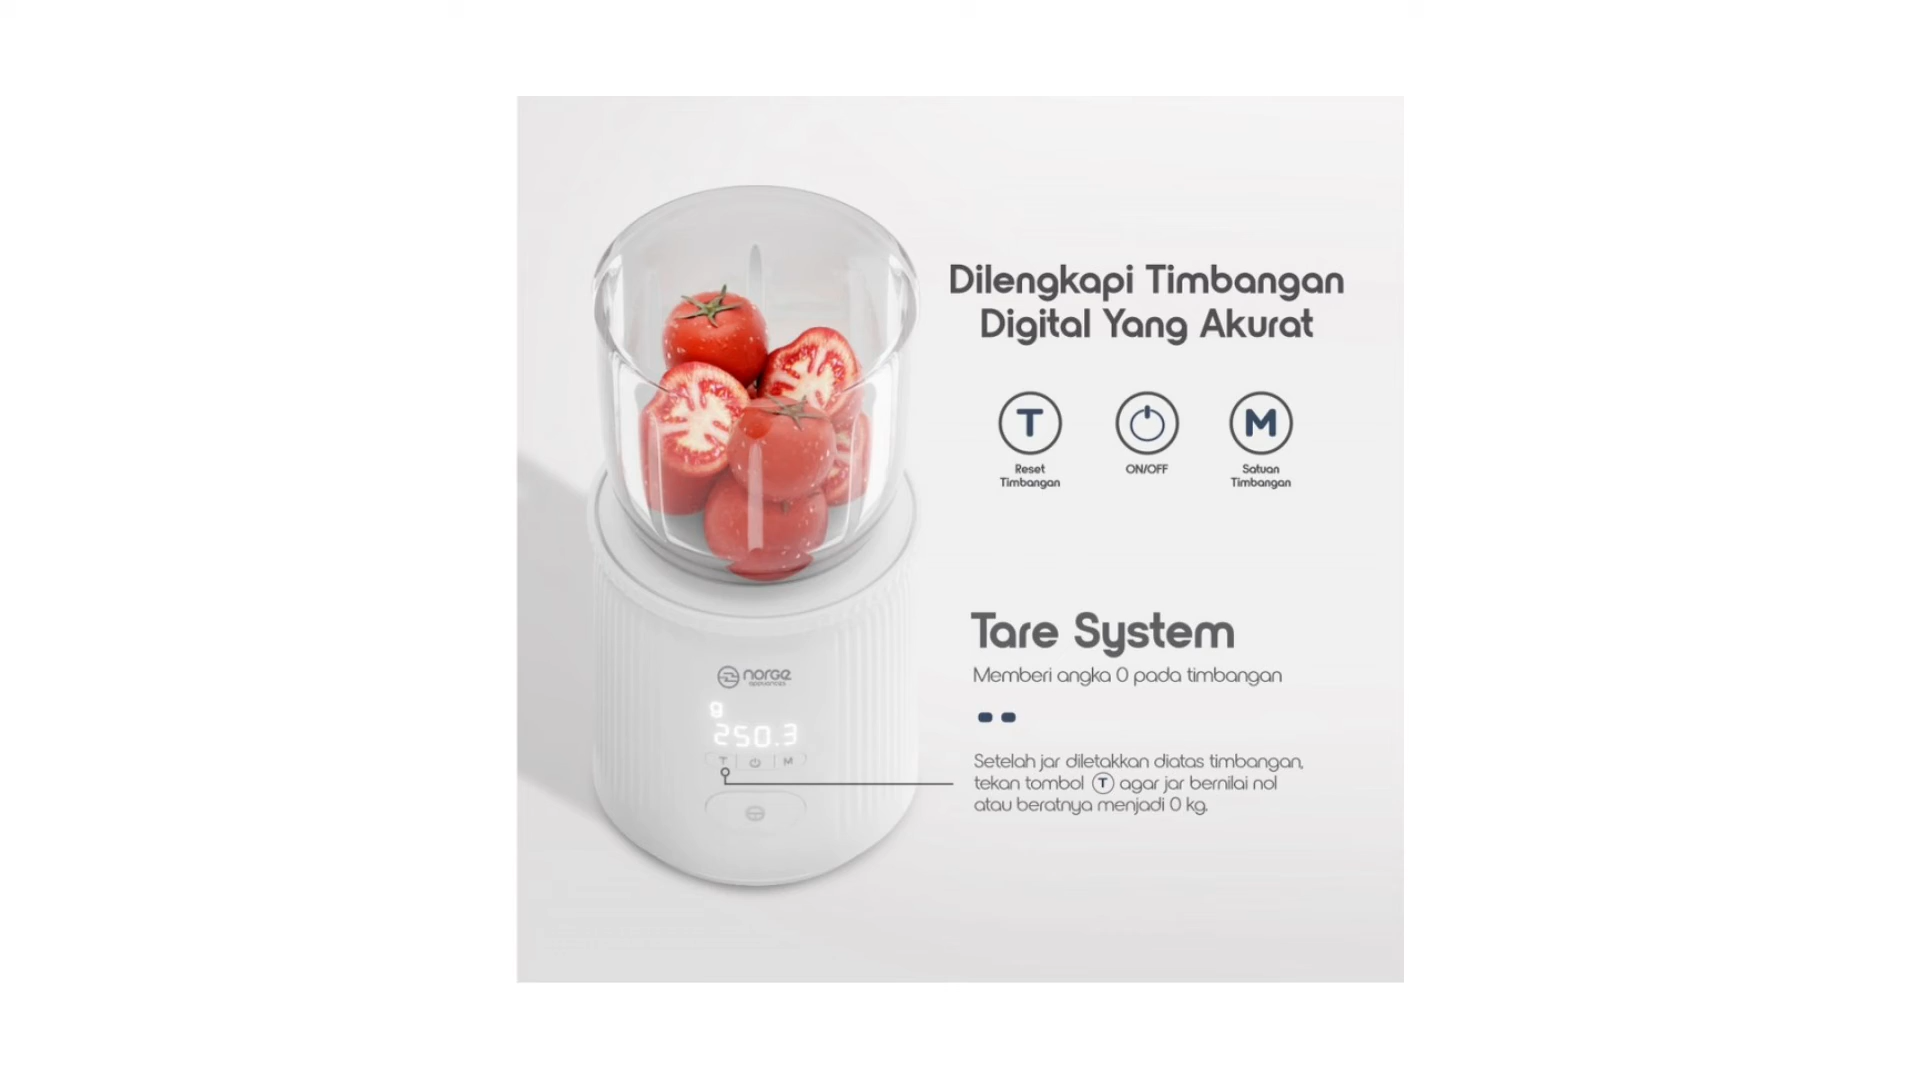 Dilengkapi Timbangan
Digital Yang Akurat
T
M
Reset
Timbangan
ON/OFF
Satuan
Timbangan
Tare System
Memberi angka 0 pada timbangan
Setelah jar diletakkan diatas timbangan,
tekan tombol T agar jar bernilai nol
atau beratnya menjadi 0 kg.
norge
appliances
g
250.3
T
M